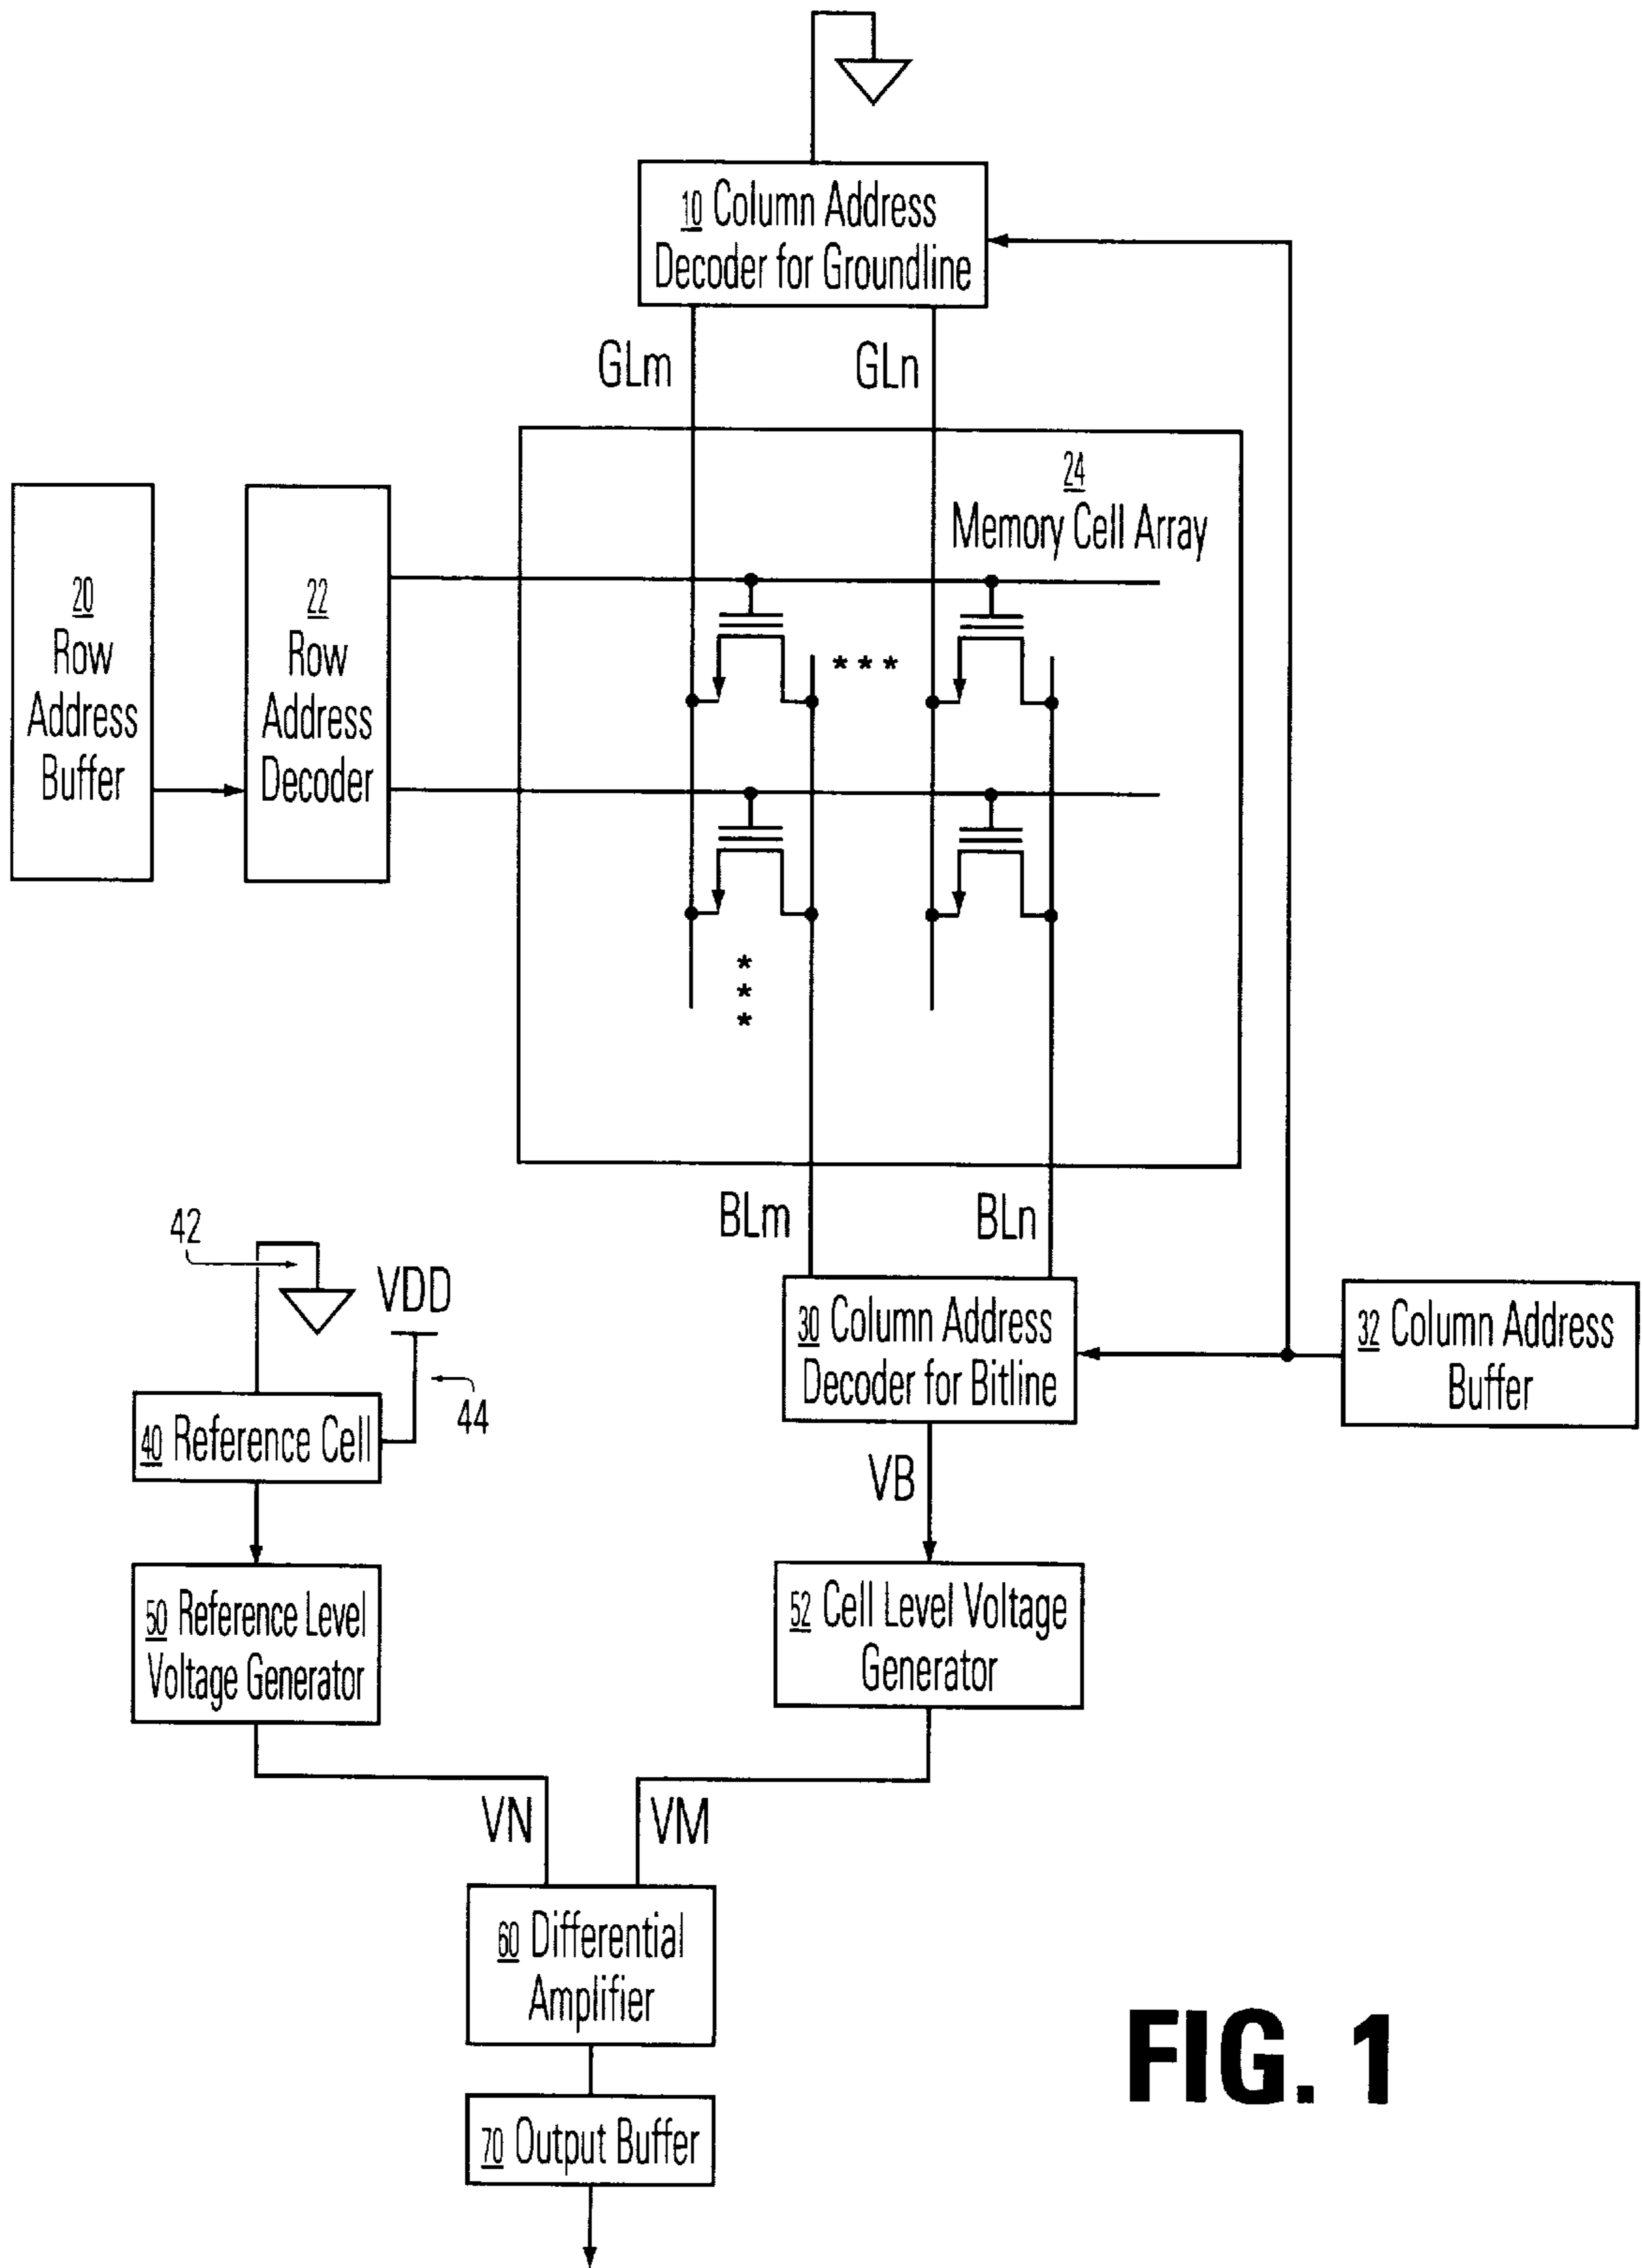 10 Column Address
Decoder for Groundline
GLm
GLn
24
Memory Cell Array
20
Row
Address
Buffer
22
Row
Address
Decoder
* * *
*
*
*
BLm
BLn
42
VDD
44
30 Column Address
Decoder for Bitline
32 Column Address
Buffer
40 Reference Cell
VB
50 Reference Level
Voltage Generator
52 Cell Level Voltage
Generator
VN
VM
60 Differential
Amplifier
70 Output Buffer
FIG. 1